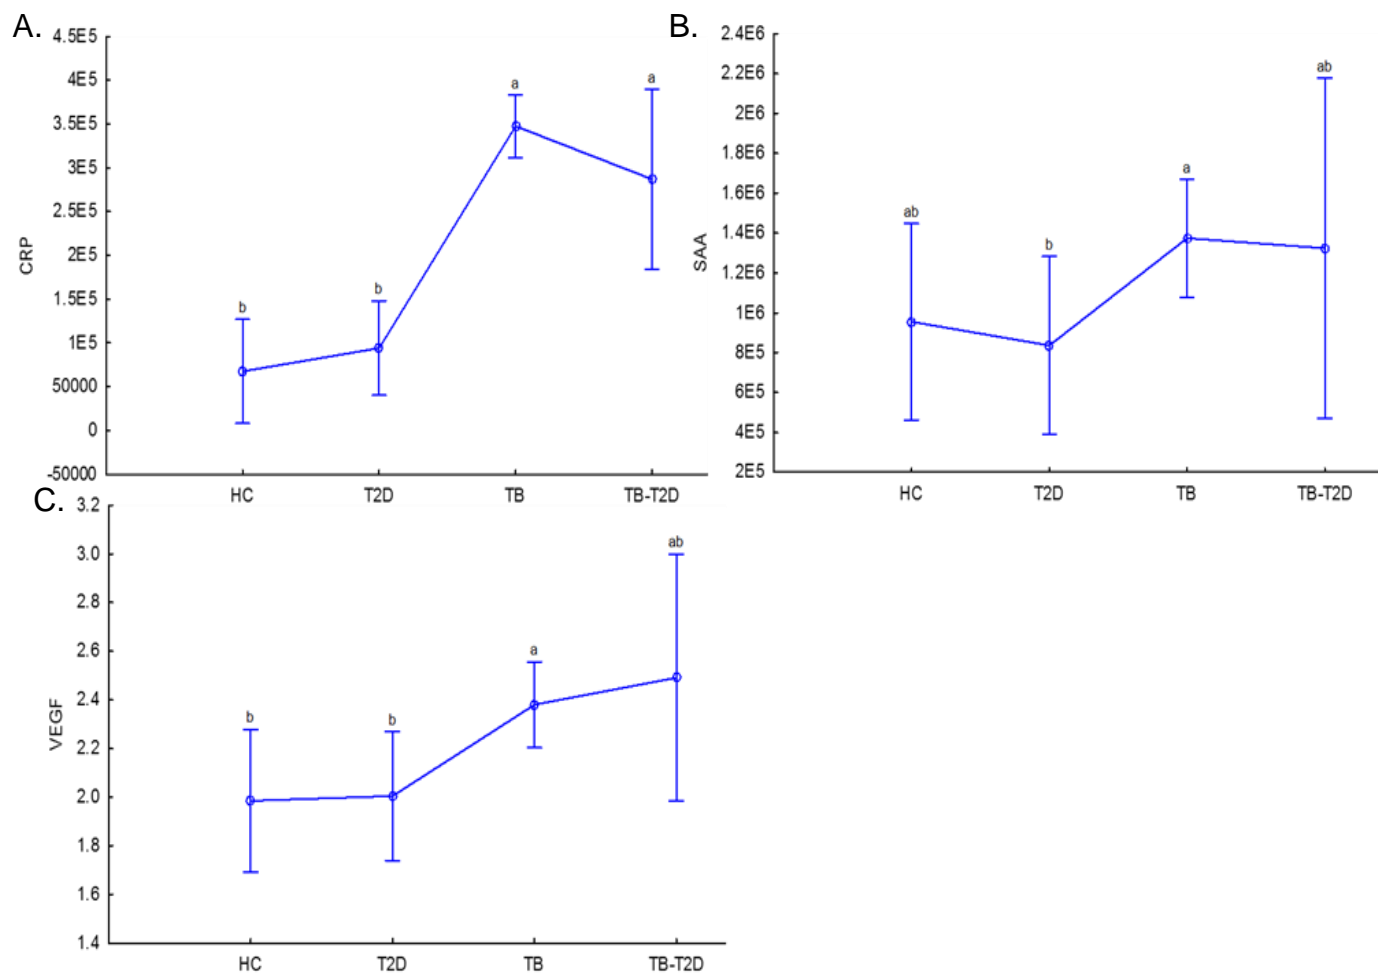 A.
4.5E5
4E5
3.5E5
3E5
2.5E5
2E5
1.5E5
1E5
50000
0
-50000
CRP
b
b
a
a
HC T2D TB TB-T2D
B.
2.4E6
2.2E6
2E6
1.8E6
1.6E6
1.4E6
1.2E6
1E6
8E5
6E5
4E5
2E5
SAA
ab
b
a
ab
HC T2D TB TB-T2D
C.
3.2
3.0
2.8
2.6
2.4
2.2
2.0
1.8
1.6
1.4
VEGF
b
b
a
ab
HC T2D TB TB-T2D